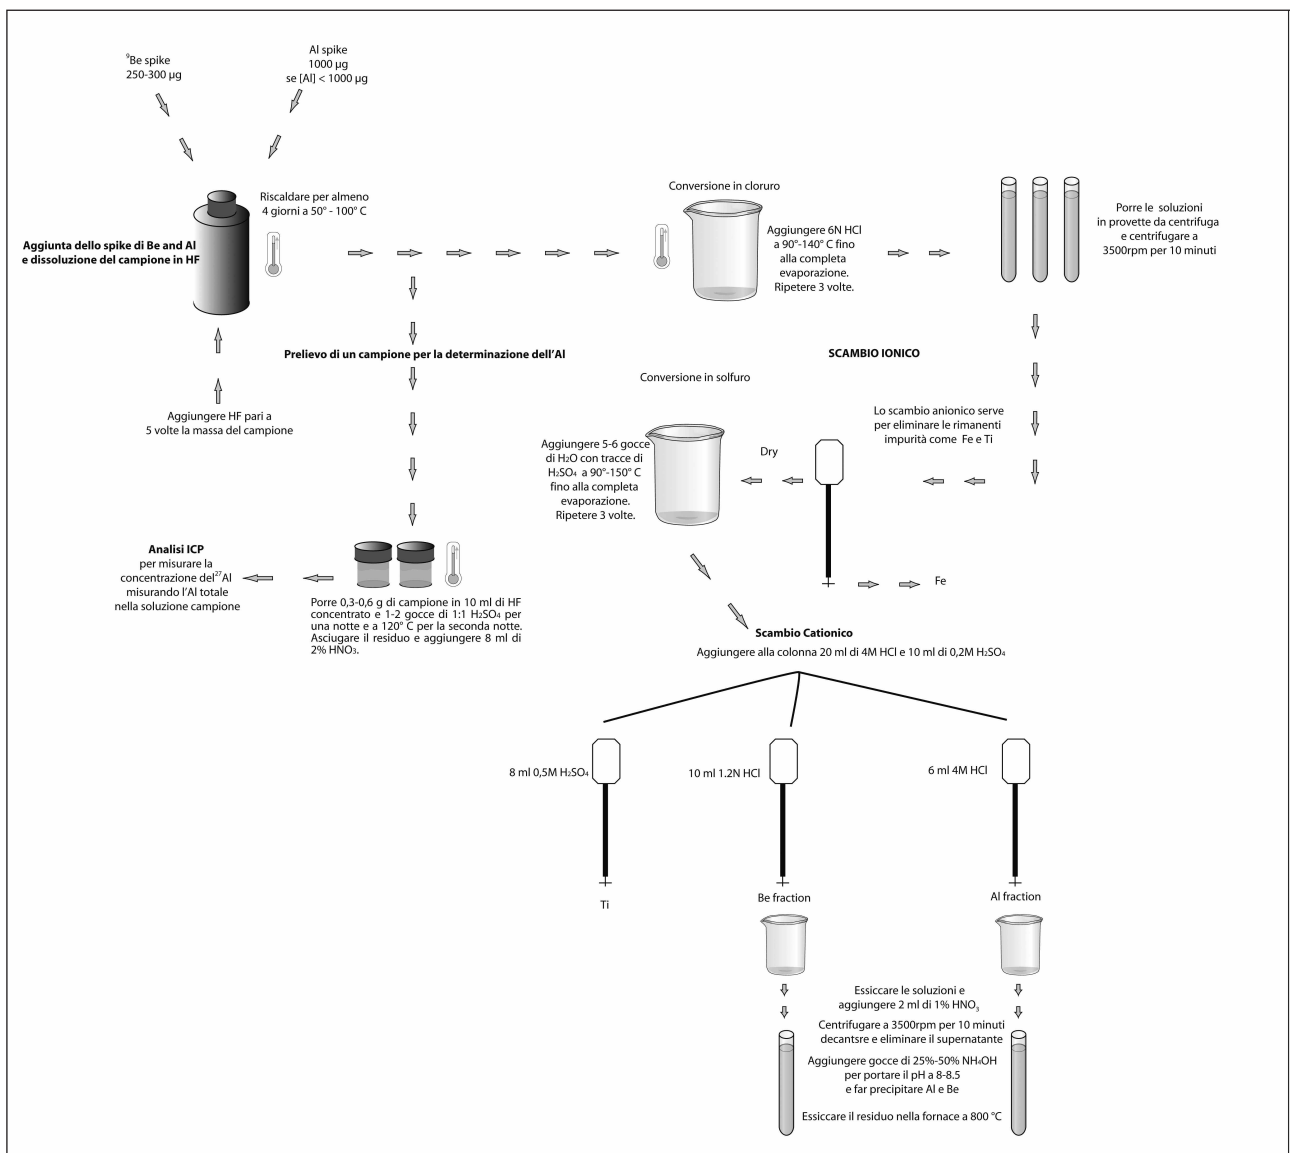 ⁹Be spike
250-300 µg
Al spike
1000 µg
se [Al] < 1000 µg
Riscaldare per almeno
4 giorni a 50° - 100° C
Aggiunta dello spike di Be and Al
e dissoluzione del campione in HF
Conversione in cloruro
Aggiungere 6N HCl
a 90°-140° C fino
alla completa
evaporazione.
Ripetere 3 volte.
Porre le soluzioni
in provette da centrifuga
e centrifugare a
3500rpm per 10 minuti
Prelievo di un campione per la determinazione dell'Al
SCAMBIO IONICO
Aggiungere HF pari a
5 volte la massa del campione
Conversione in solfuro
Lo scambio anionico serve
per eliminare le rimanenti
impurità come Fe e Ti
Aggiungere 5-6 gocce
di H₂O con tracce di
H₂SO₄ a 90°-150° C
fino alla completa
evaporazione.
Ripetere 3 volte.
Dry
Fe
Analisi ICP
per misurare la
concentrazione del ²⁷Al
misurando l'Al totale
nella soluzione campione
Porre 0,3-0,6 g di campione in 10 ml di HF
concentrato e 1-2 gocce di 1:1 H₂SO₄ per
una notte e a 120° C per la seconda notte.
Asciugare il residuo e aggiungere 8 ml di
2% HNO₃.
Scambio Cationico
Aggiungere alla colonna 20 ml di 4M HCl e 10 ml di 0,2M H₂SO₄
8 ml 0,5M H₂SO₄
10 ml 1.2N HCl
6 ml 4M HCl
Ti
Be fraction
Al fraction
Essiccare le soluzioni e
aggiungere 2 ml di 1% HNO₃
Centrifugare a 3500rpm per 10 minuti
decantsre e eliminare il supernatante
Aggiungere gocce di 25%-50% NH₄OH
per portare il pH a 8-8.5
e far precipitare Al e Be
Essiccare il residuo nella fornace a 800 °C